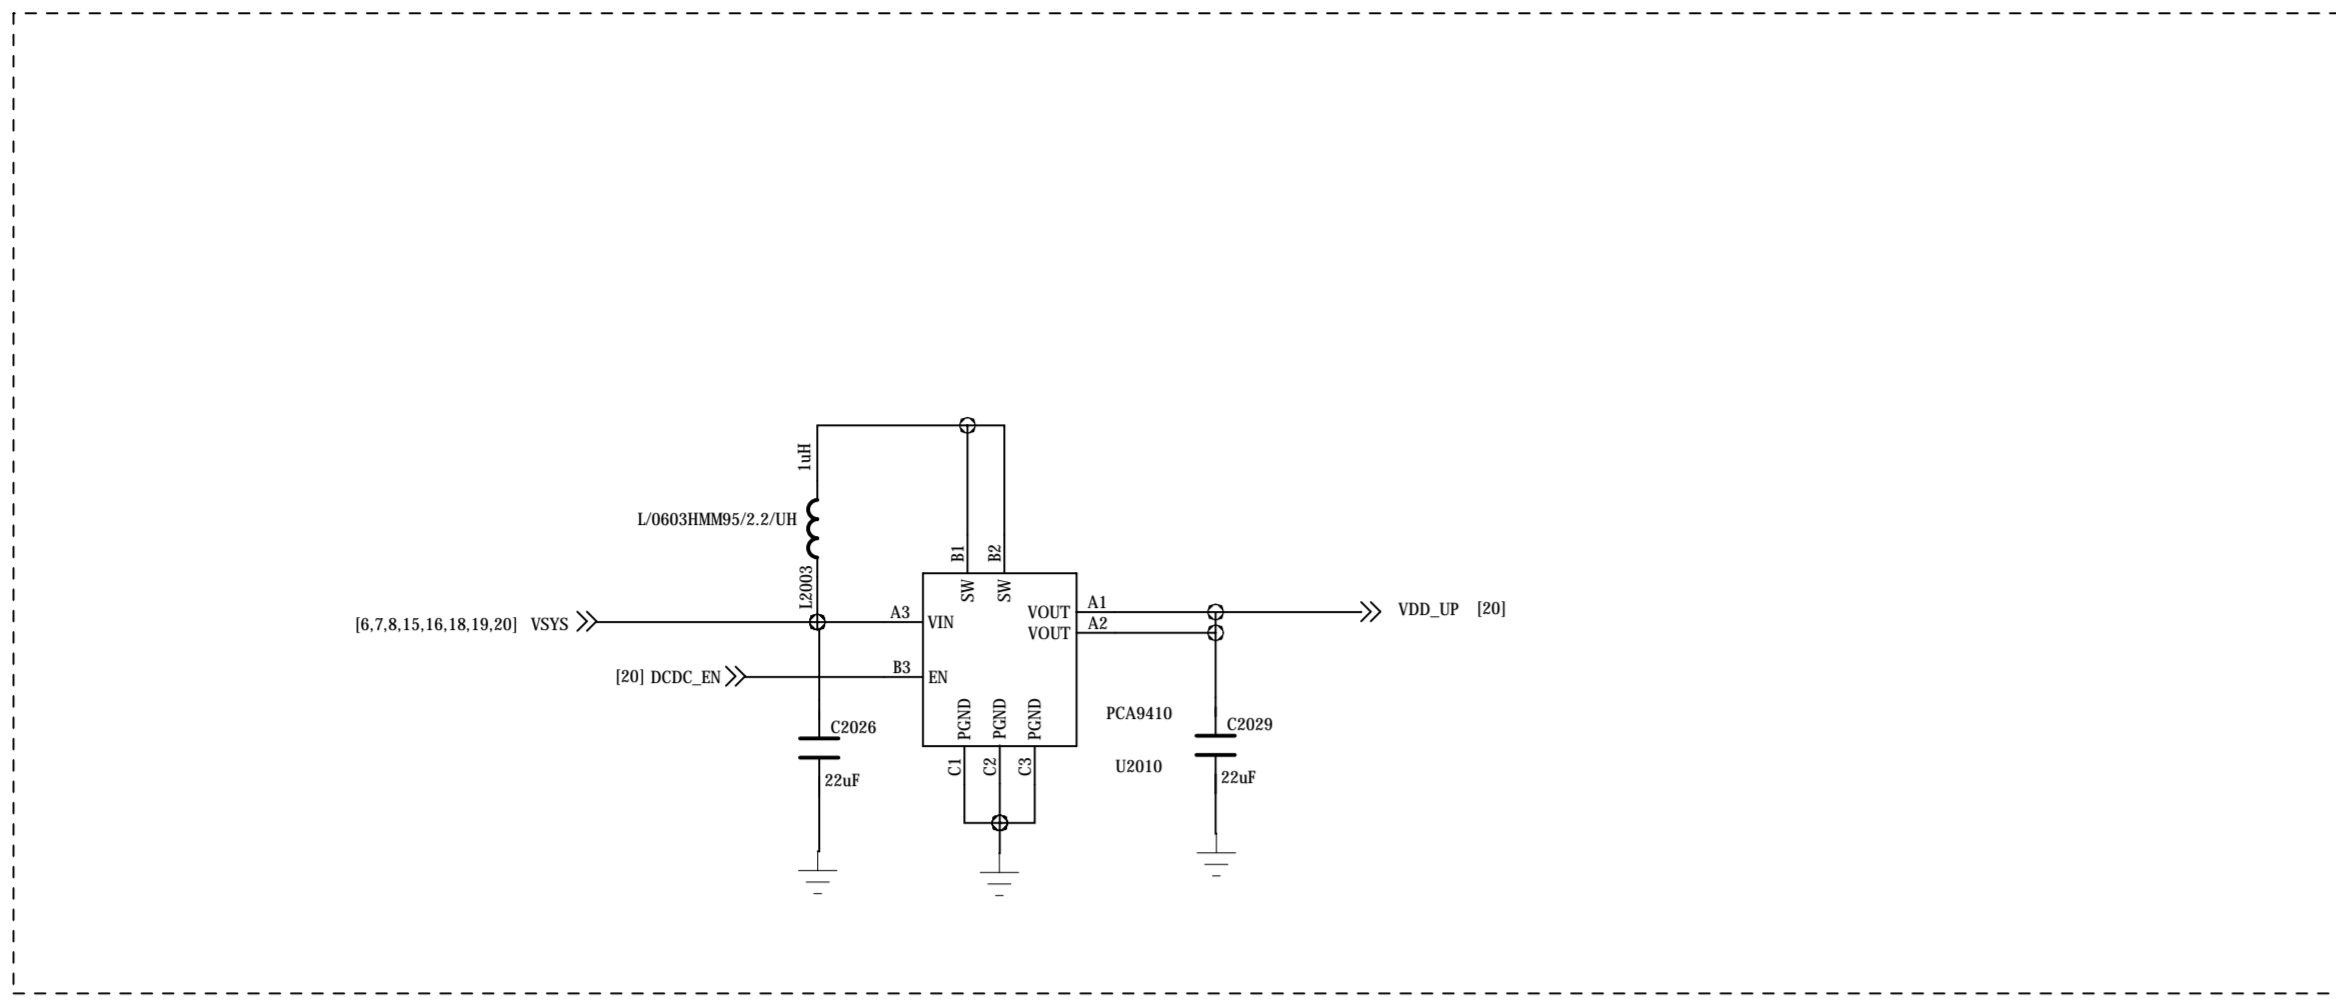 1uH
L/0603HMM95/2.2/UH
L2003
B1
B2
SW
SW
[6,7,8,15,16,18,19,20] VSYS
A3
VIN
VOUT
A1
VDD_UP [20]
VOUT
A2
[20] DCDC_EN
B3
EN
PGND
PGND
PGND
PCA9410
C2026
C2029
C1
C2
C3
U2010
22uF
22uF